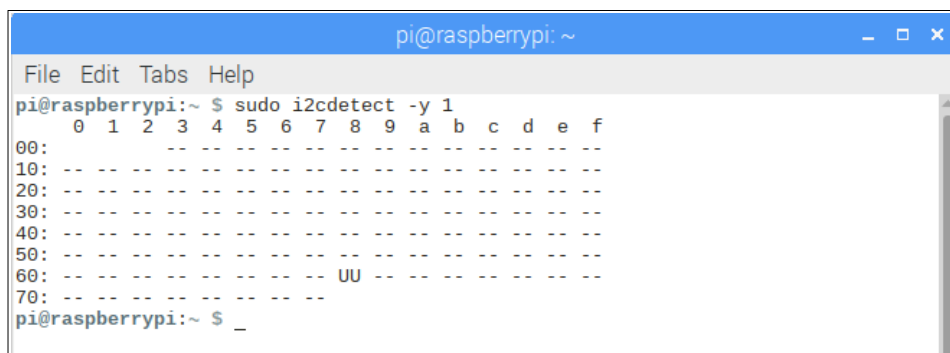 pi@raspberrypi: ~
File Edit Tabs Help
pi@raspberrypi:~ $ sudo i2cdetect -y 1
     0  1  2  3  4  5  6  7  8  9  a  b  c  d  e  f
00:          -- -- -- -- -- -- -- -- -- -- -- -- --
10: -- -- -- -- -- -- -- -- -- -- -- -- -- -- -- --
20: -- -- -- -- -- -- -- -- -- -- -- -- -- -- -- --
30: -- -- -- -- -- -- -- -- -- -- -- -- -- -- -- --
40: -- -- -- -- -- -- -- -- -- -- -- -- -- -- -- --
50: -- -- -- -- -- -- -- -- -- -- -- -- -- -- -- --
60: -- -- -- -- -- -- -- -- UU -- -- -- -- -- -- --
70: -- -- -- -- -- -- -- --
pi@raspberrypi:~ $ _